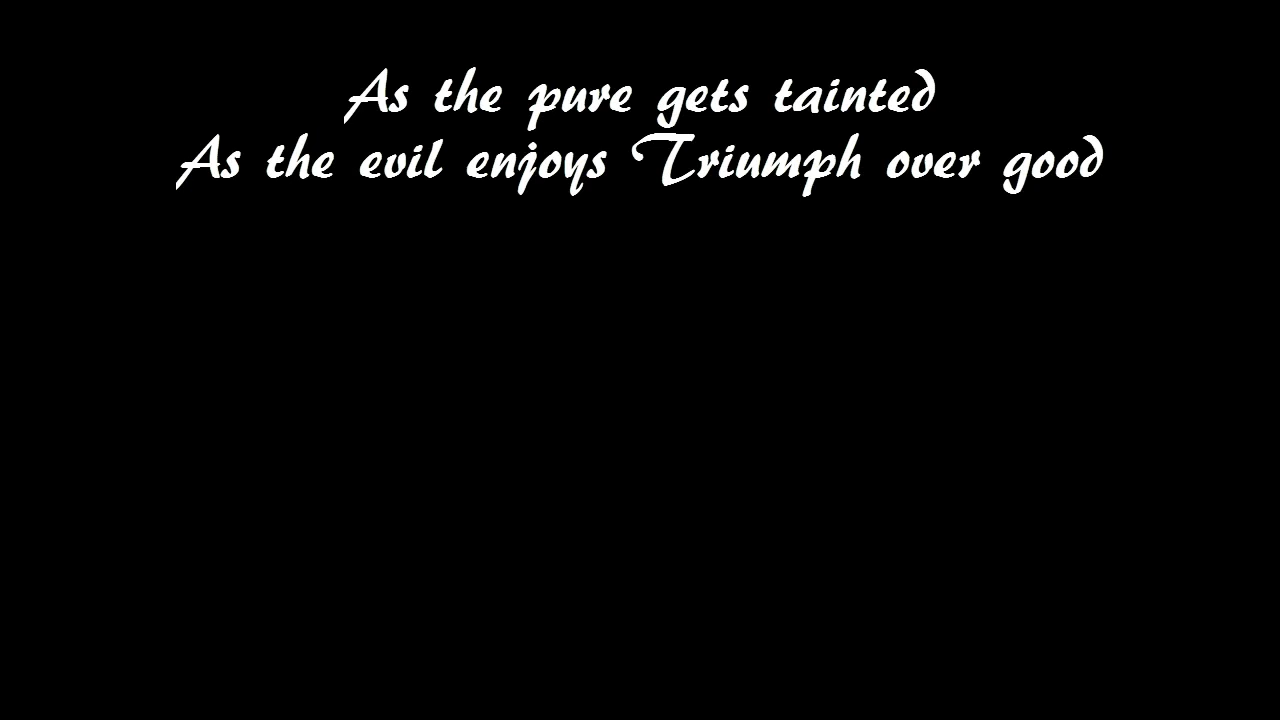 As the pure gets tainted
As the evil enjoys Triumph over good